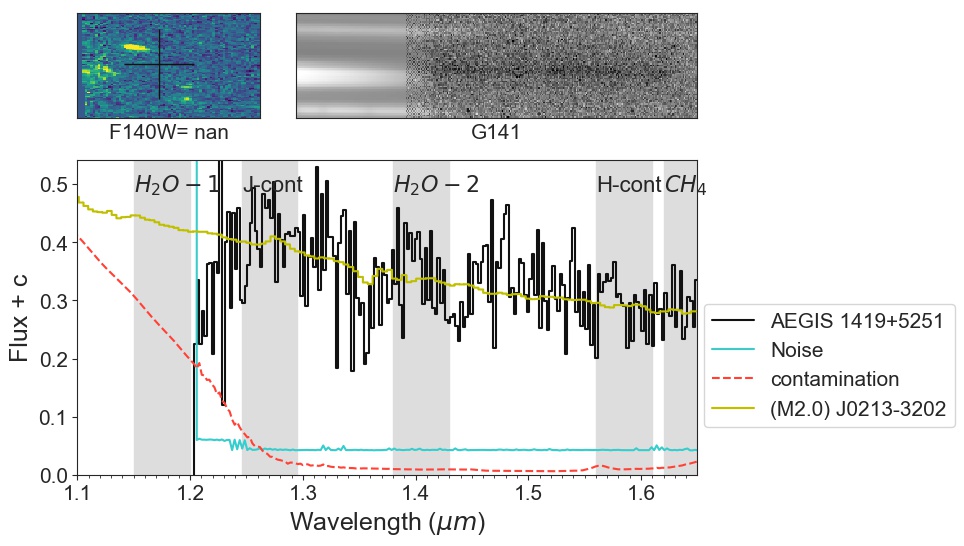 F140W= nan
G141
H₂O − 1
J-cont
H₂O − 2
H-cont
CH₄
0.5
0.4
0.3
0.2
0.1
0.0
Flux + c
1.1
1.2
1.3
1.4
1.5
1.6
Wavelength (μm)
AEGIS 1419+5251
Noise
contamination
(M2.0) J0213-3202